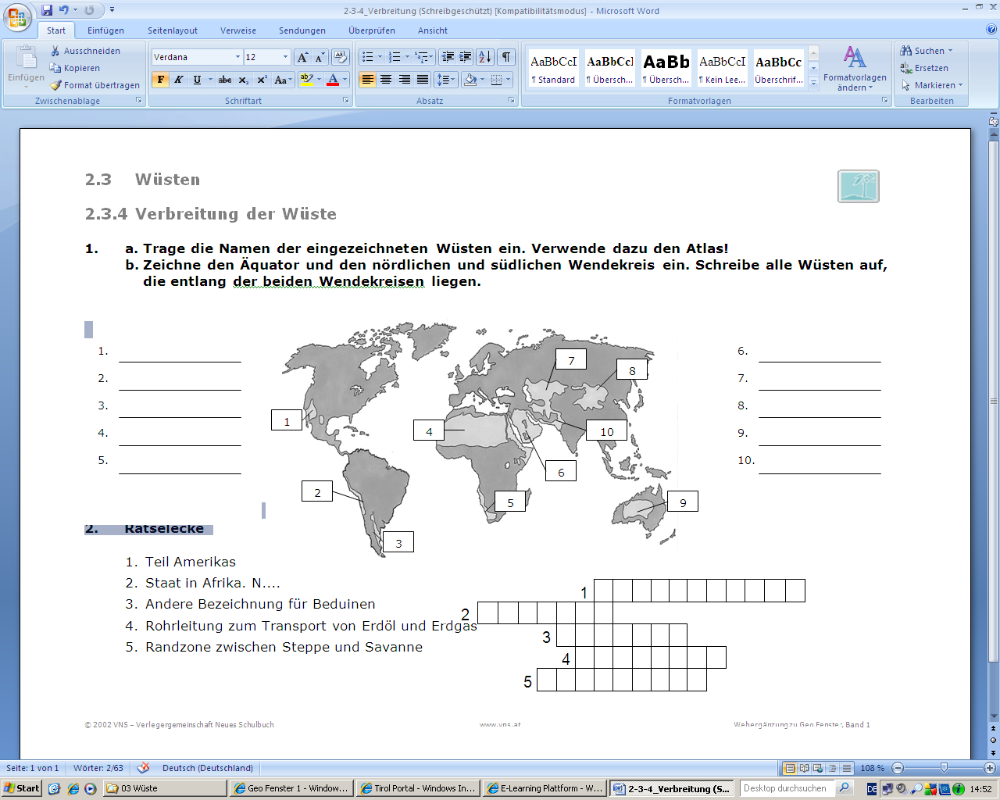 2-3-4_Verbreitung (Schreibgeschützt) [Kompatibilitätsmodus] - Microsoft Word
Start Einfügen Seitenlayout Verweise Sendungen Überprüfen Ansicht
Einfügen
Ausschneiden
Kopieren
Format übertragen
Zwischenablage
Verdana 12
F K U abc x₂ x² Aa ab A
Schriftart
Absatz
AaBbCcI AaBbCcI AaBb AaBbCcI AaBbCc
¶ Standard ¶ Übersch... ¶ Übersch... ¶ Kein Lee... Überschrif...
Formatvorlagen ändern
Formatvorlagen
Suchen
Ersetzen
Markieren
Bearbeiten
2.3 Wüsten
2.3.4 Verbreitung der Wüste
1. a. Trage die Namen der eingezeichneten Wüsten ein. Verwende dazu den Atlas!
b. Zeichne den Äquator und den nördlichen und südlichen Wendekreis ein. Schreibe alle Wüsten auf,
die entlang der beiden Wendekreisen liegen.
1.
2.
3.
4.
5.
7
8
1
4
10
6
2
5
9
3
6.
7.
8.
9.
10.
2. Rätselecke
1. Teil Amerikas
2. Staat in Afrika. N....
3. Andere Bezeichnung für Beduinen
4. Rohrleitung zum Transport von Erdöl und Erdgas
5. Randzone zwischen Steppe und Savanne
1
2
3
4
5
© 2002 VNS – Verlegergemeinschaft Neues Schulbuch www.vns.at Webergänzung zu Geo Fenster, Band 1
Seite: 1 von 1 Wörter: 2/63 Deutsch (Deutschland) 108 %
Start 03 Wüste Geo Fenster 1 - Window... Tirol Portal - Windows In... E-Learning Plattform - W... 2-3-4_Verbreitung (S... Desktop durchsuchen DE 14:52